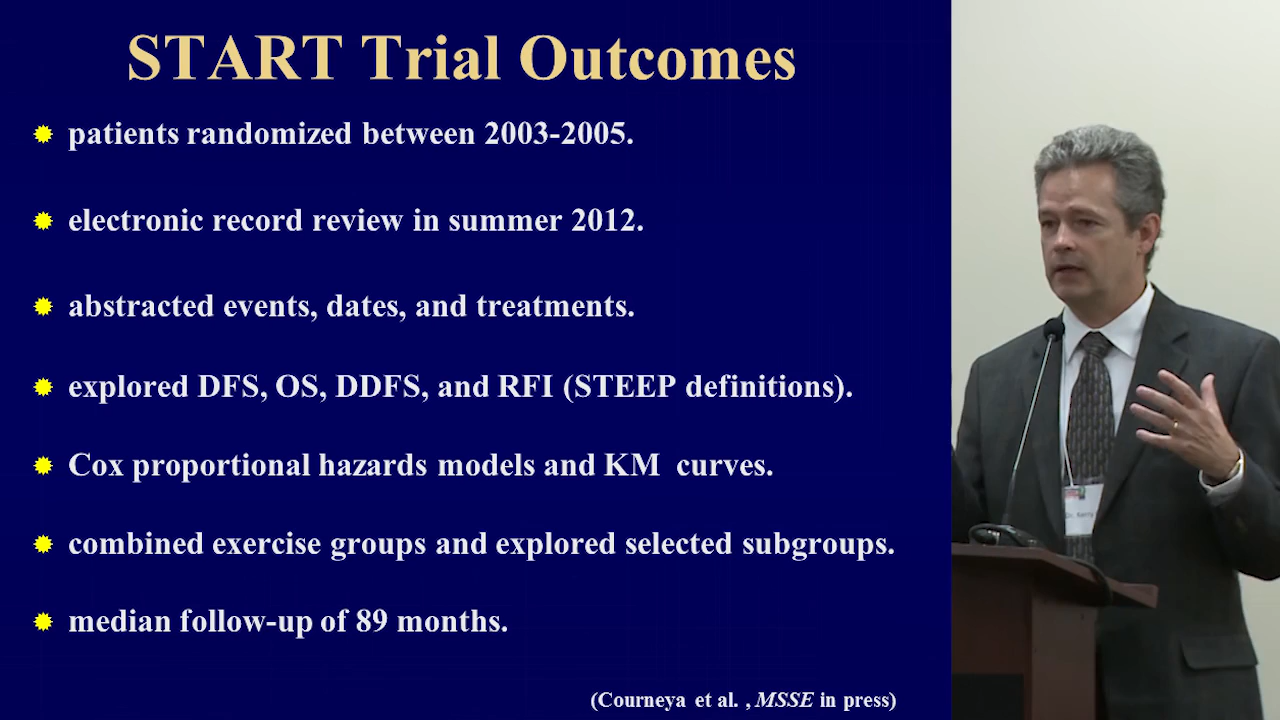 START Trial Outcomes
patients randomized between 2003-2005.
electronic record review in summer 2012.
abstracted events, dates, and treatments.
explored DFS, OS, DDFS, and RFI (STEEP definitions).
Cox proportional hazards models and KM  curves.
combined exercise groups and explored selected subgroups.
median follow-up of 89 months.
(Courneya et al. , MSSE in press)
Dr. Kerry